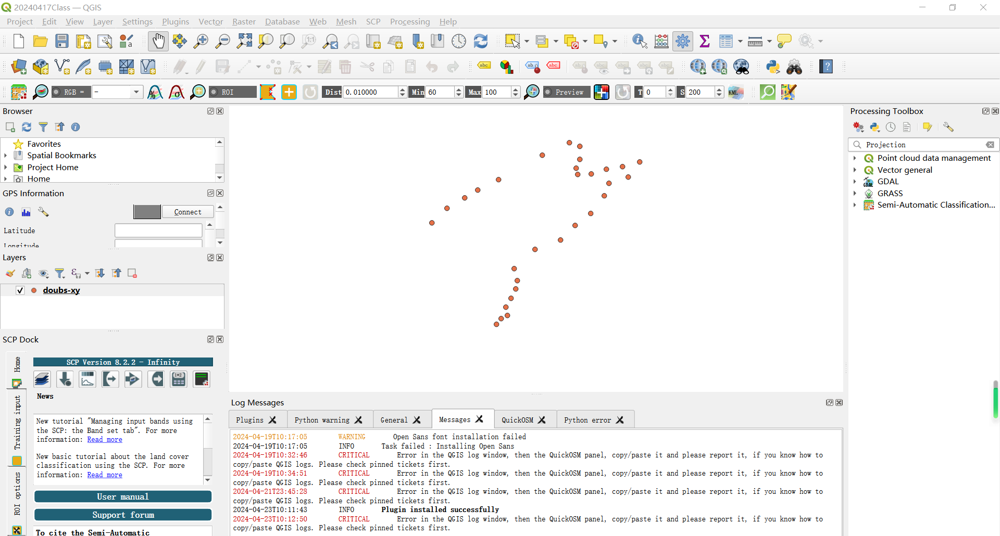 20240417Class — QGIS
Project Edit View Layer Settings Plugins Vector Raster Database Web Mesh SCP Processing Help
RGB = - ROI Dist 0.010000 Min 60 Max 100 Preview T 0 S 200 KML
Browser
Favorites
Spatial Bookmarks
Project Home
Home
GPS Information
Connect
Latitude
Longitude
Layers
doubs-xy
SCP Dock
Home
Training input
ROI options
SCP Version 8.2.2 - Infinity
News
New tutorial "Managing input bands using
the SCP: the Band set tab". For more
information: Read more
New basic tutorial about the land cover
classification using the SCP. For more
information: Read more
User manual
Support forum
To cite the Semi-Automatic
Log Messages
Plugins Python warning General Messages QuickOSM Python error
2024-04-19T10:17:05 WARNING Open Sans font installation failed
2024-04-19T10:17:05 INFO Task failed : Installing Open Sans
2024-04-19T10:32:46 CRITICAL Error in the QGIS log window, then the QuickOSM panel, copy/paste it and please report it, if you know how to
copy/paste QGIS logs. Please check pinned tickets first.
2024-04-19T10:34:51 CRITICAL Error in the QGIS log window, then the QuickOSM panel, copy/paste it and please report it, if you know how to
copy/paste QGIS logs. Please check pinned tickets first.
2024-04-21T23:45:28 CRITICAL Error in the QGIS log window, then the QuickOSM panel, copy/paste it and please report it, if you know how to
copy/paste QGIS logs. Please check pinned tickets first.
2024-04-23T10:11:43 INFO Plugin installed successfully
2024-04-23T10:12:50 CRITICAL Error in the QGIS log window, then the QuickOSM panel, copy/paste it and please report it, if you know how to
copy/paste QGIS logs. Please check pinned tickets first.
Processing Toolbox
Projection
Point cloud data management
Vector general
GDAL
GRASS
Semi-Automatic Classification...